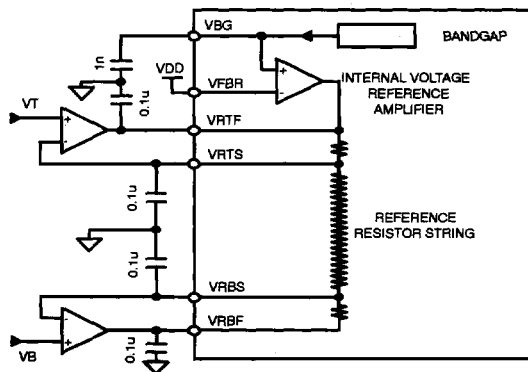 VBG
BANDGAP
1n
VDD
VFBR
INTERNAL VOLTAGE
REFERENCE
AMPLIFIER
VT
+
-
+
-
0.1u
VRTF
VRTS
0.1u
REFERENCE
RESISTOR STRING
0.1u
VRBS
-
+
VRBF
VB
0.1u